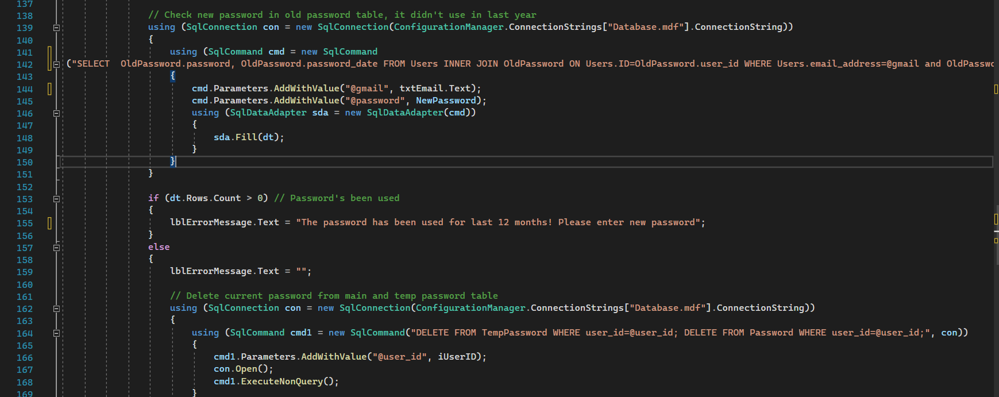 137
138 // Check new password in old password table, it didn't use in last year
139 using (SqlConnection con = new SqlConnection(ConfigurationManager.ConnectionStrings["Database.mdf"].ConnectionString))
140 {
141 using (SqlCommand cmd = new SqlCommand
142 ("SELECT  OldPassword.password, OldPassword.password_date FROM Users INNER JOIN OldPassword ON Users.ID=OldPassword.user_id WHERE Users.email_address=@gmail and OldPasswo
143 {
144 cmd.Parameters.AddWithValue("@gmail", txtEmail.Text);
145 cmd.Parameters.AddWithValue("@password", NewPassword);
146 using (SqlDataAdapter sda = new SqlDataAdapter(cmd))
147 {
148 sda.Fill(dt);
149 }
150 }
151 }
152
153 if (dt.Rows.Count > 0) // Password's been used
154 {
155 lblErrorMessage.Text = "The password has been used for last 12 months! Please enter new password";
156 }
157 else
158 {
159 lblErrorMessage.Text = "";
160
161 // Delete current password from main and temp password table
162 using (SqlConnection con = new SqlConnection(ConfigurationManager.ConnectionStrings["Database.mdf"].ConnectionString))
163 {
164 using (SqlCommand cmd1 = new SqlCommand("DELETE FROM TempPassword WHERE user_id=@user_id; DELETE FROM Password WHERE user_id=@user_id;", con))
165 {
166 cmd1.Parameters.AddWithValue("@user_id", iUserID);
167 con.Open();
168 cmd1.ExecuteNonQuery();
169 }